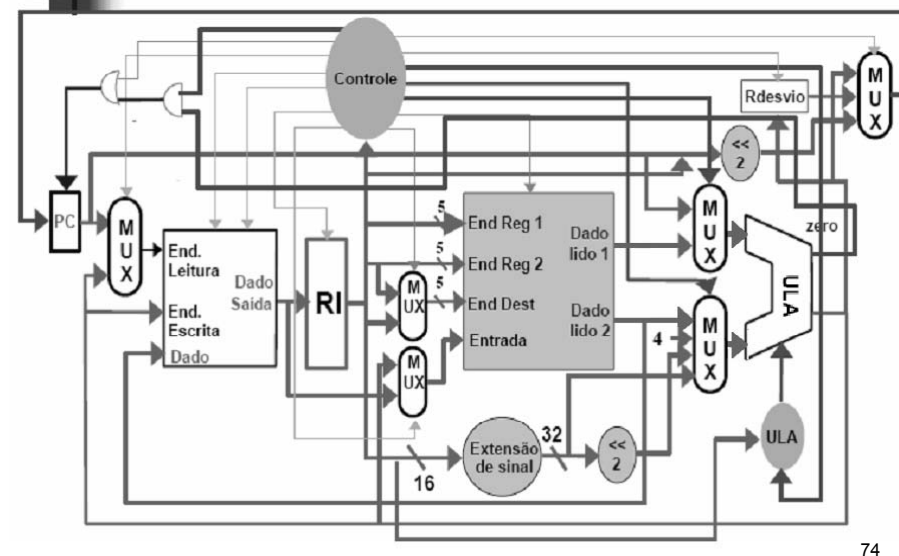 Controle
M
U
X
Rdesvio
<<
2
PC
M
U
X
End.
Leitura
Dado
Saida
End.
Escrita
Dado
RI
5
5
5
M
UX
M
UX
End Reg 1
End Reg 2
End Dest
Entrada
Dado
lido 1
Dado
lido 2
M
U
X
4
M
U
X
zero
ULA
ULA
16
Extensão
de sinal
32
<<
2
74